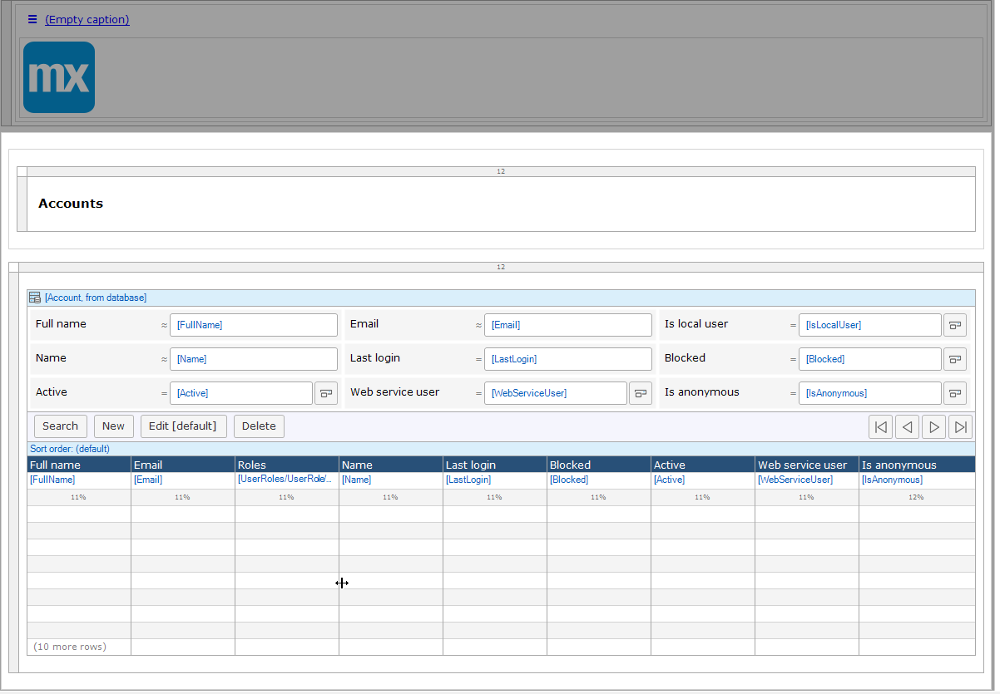 (Empty caption)
mx
12
Accounts
12
[Account, from database]
Full name ≈ [FullName] Email ≈ [Email] Is local user = [IsLocalUser]
Name ≈ [Name] Last login = [LastLogin] Blocked = [Blocked]
Active = [Active] Web service user = [WebServiceUser] Is anonymous = [IsAnonymous]
Search New Edit [default] Delete
Sort order: (default)
Full name Email Roles Name Last login Blocked Active Web service user Is anonymous
[FullName] [Email] [UserRoles/UserRole/... [Name] [LastLogin] [Blocked] [Active] [WebServiceUser] [IsAnonymous]
11% 11% 11% 11% 11% 11% 11% 11% 12%
(10 more rows)